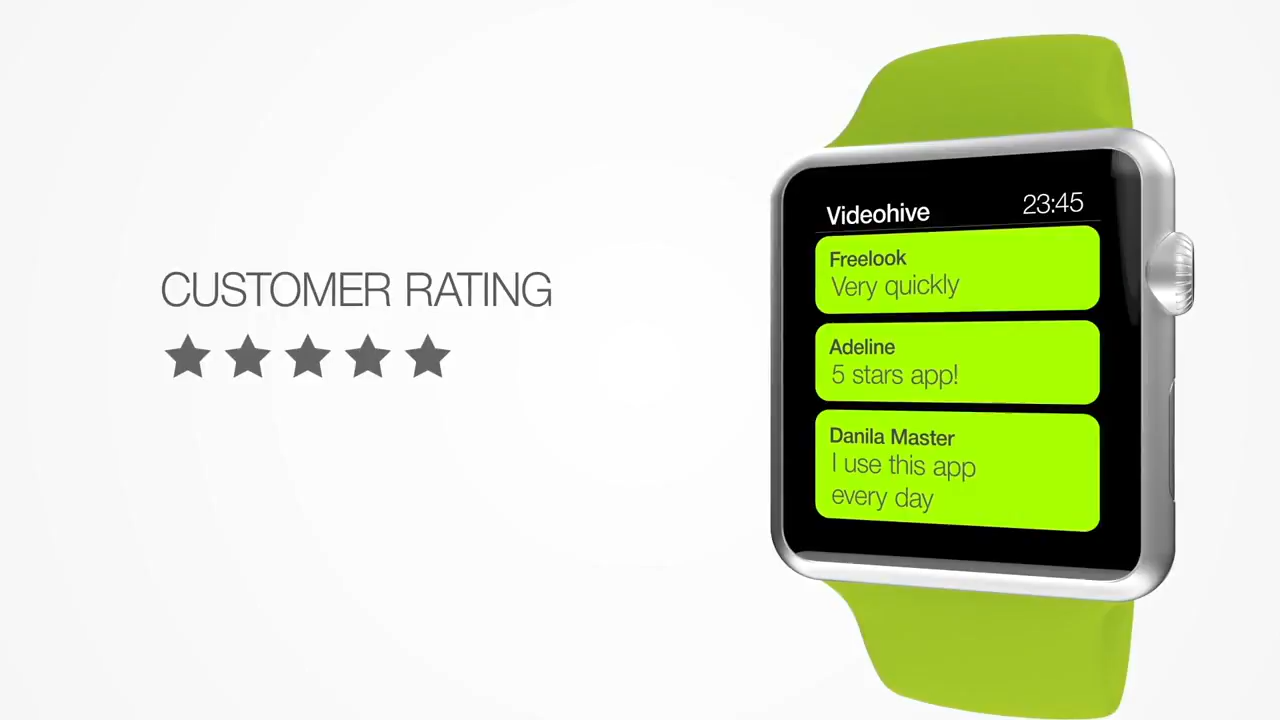 CUSTOMER RATING
Videohive 23:45
Freelook
Very quickly
Adeline
5 stars app!
Danila Master
I use this app
every day